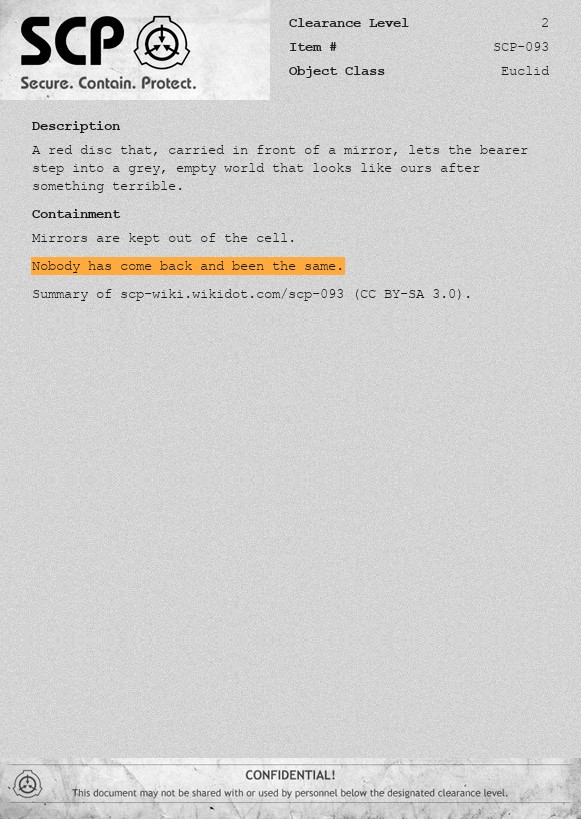 SCP
Secure. Contain. Protect.
Clearance Level 2
Item # SCP-093
Object Class Euclid
Description
A red disc that, carried in front of a mirror, lets the bearer
step into a grey, empty world that looks like ours after
something terrible.
Containment
Mirrors are kept out of the cell.
Nobody has come back and been the same.
Summary of scp-wiki.wikidot.com/scp-093 (CC BY-SA 3.0).
CONFIDENTIAL!
This document may not be shared with or used by personnel below the designated clearance level.